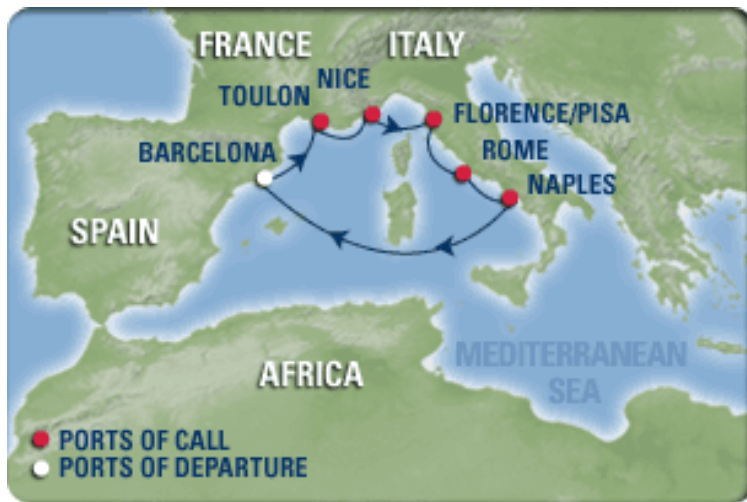 FRANCE
ITALY
NICE
TOULON
FLORENCE/PISA
BARCELONA
ROME
NAPLES
SPAIN
MEDITERRANEAN
SEA
AFRICA
PORTS OF CALL
PORTS OF DEPARTURE